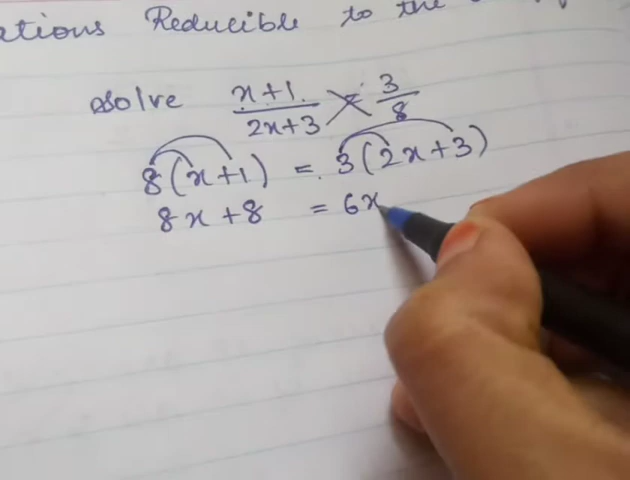 ations Reducible to the
Solve x+1/2x+3 = 3/8
8(x+1) = 3(2x+3)
8x+8 = 6x